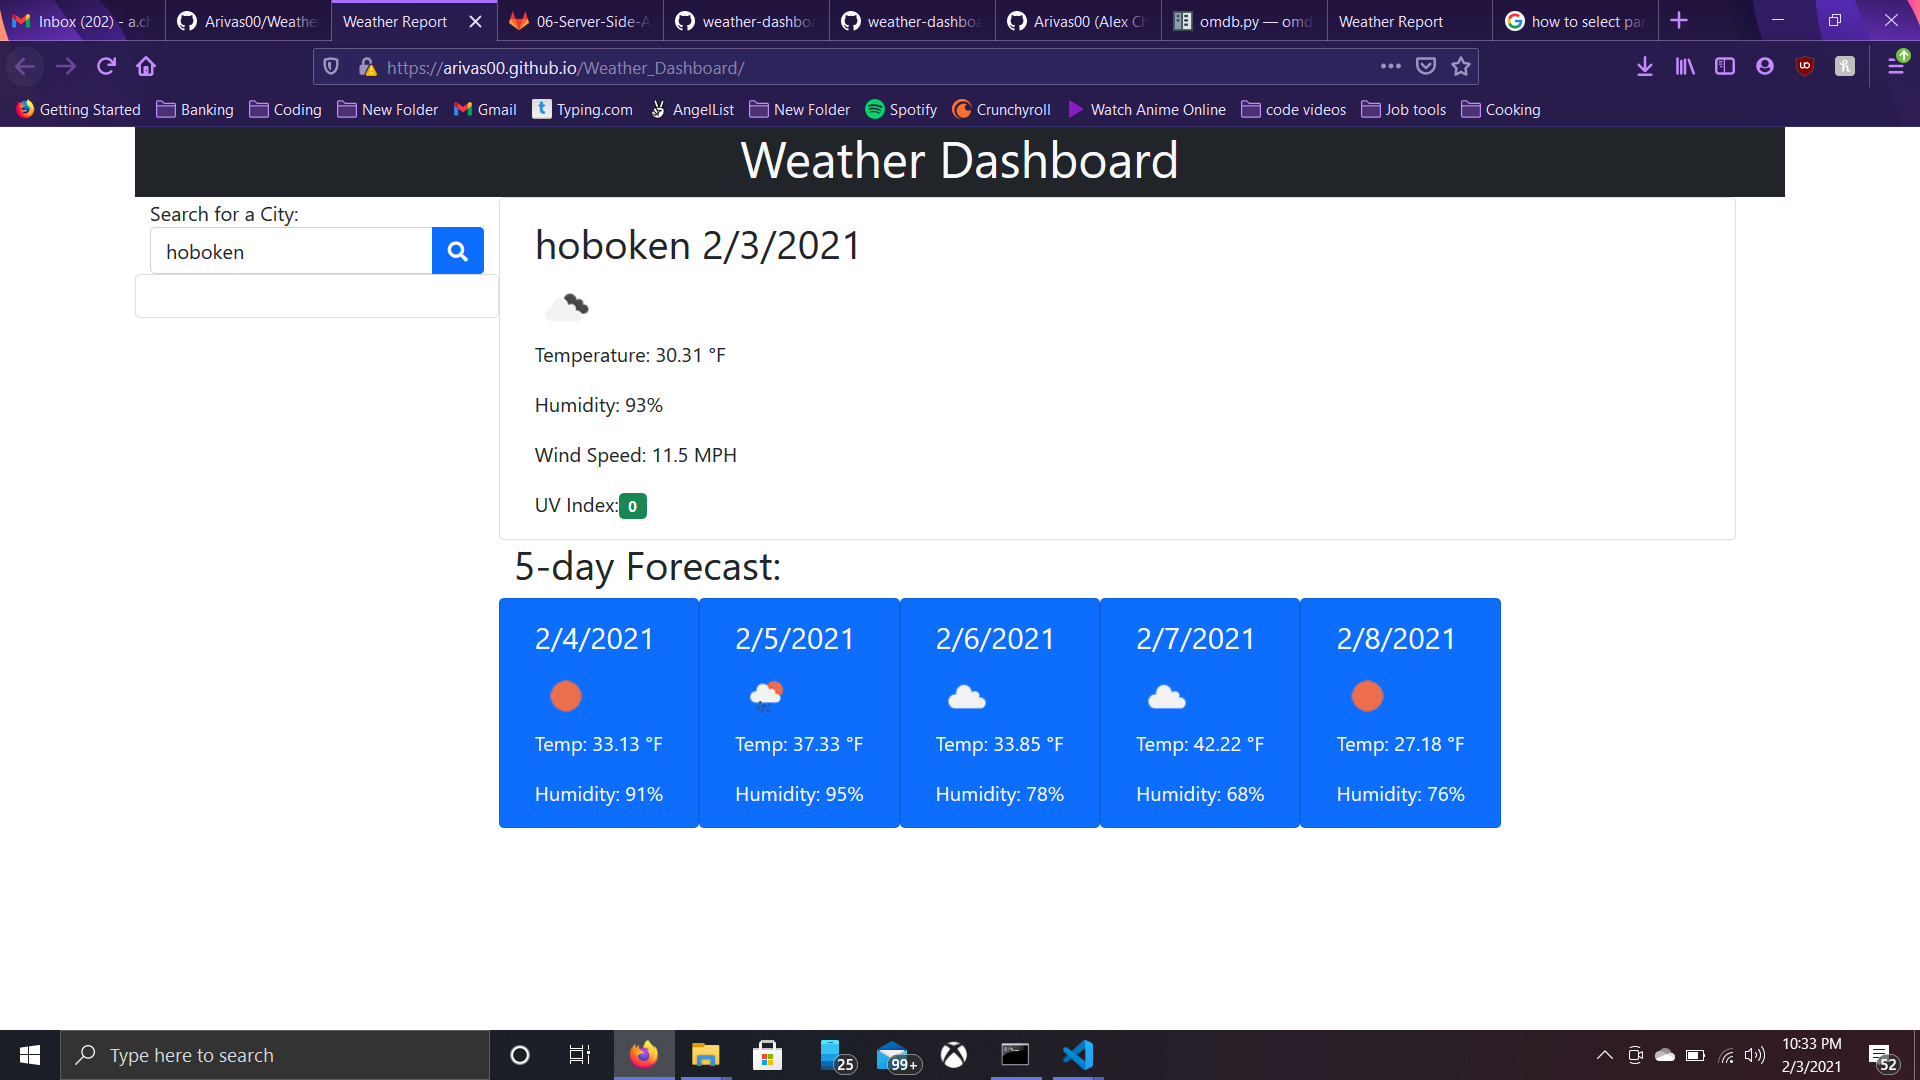 Inbox (202) - a.ch
Arivas00/Weathe
Weather Report
06-Server-Side-A
weather-dashboa
weather-dashboa
Arivas00 (Alex Ch
omdb.py — omd
Weather Report
how to select par
https://arivas00.github.io/Weather_Dashboard/
Getting Started
Banking
Coding
New Folder
Gmail
Typing.com
AngelList
New Folder
Spotify
Crunchyroll
Watch Anime Online
code videos
Job tools
Cooking
Weather Dashboard
Search for a City:
hoboken
hoboken 2/3/2021
Temperature: 30.31 °F
Humidity: 93%
Wind Speed: 11.5 MPH
UV Index: 0
5-day Forecast:
2/4/2021
Temp: 33.13 °F
Humidity: 91%
2/5/2021
Temp: 37.33 °F
Humidity: 95%
2/6/2021
Temp: 33.85 °F
Humidity: 78%
2/7/2021
Temp: 42.22 °F
Humidity: 68%
2/8/2021
Temp: 27.18 °F
Humidity: 76%
Type here to search
25
99+
10:33 PM
2/3/2021
52